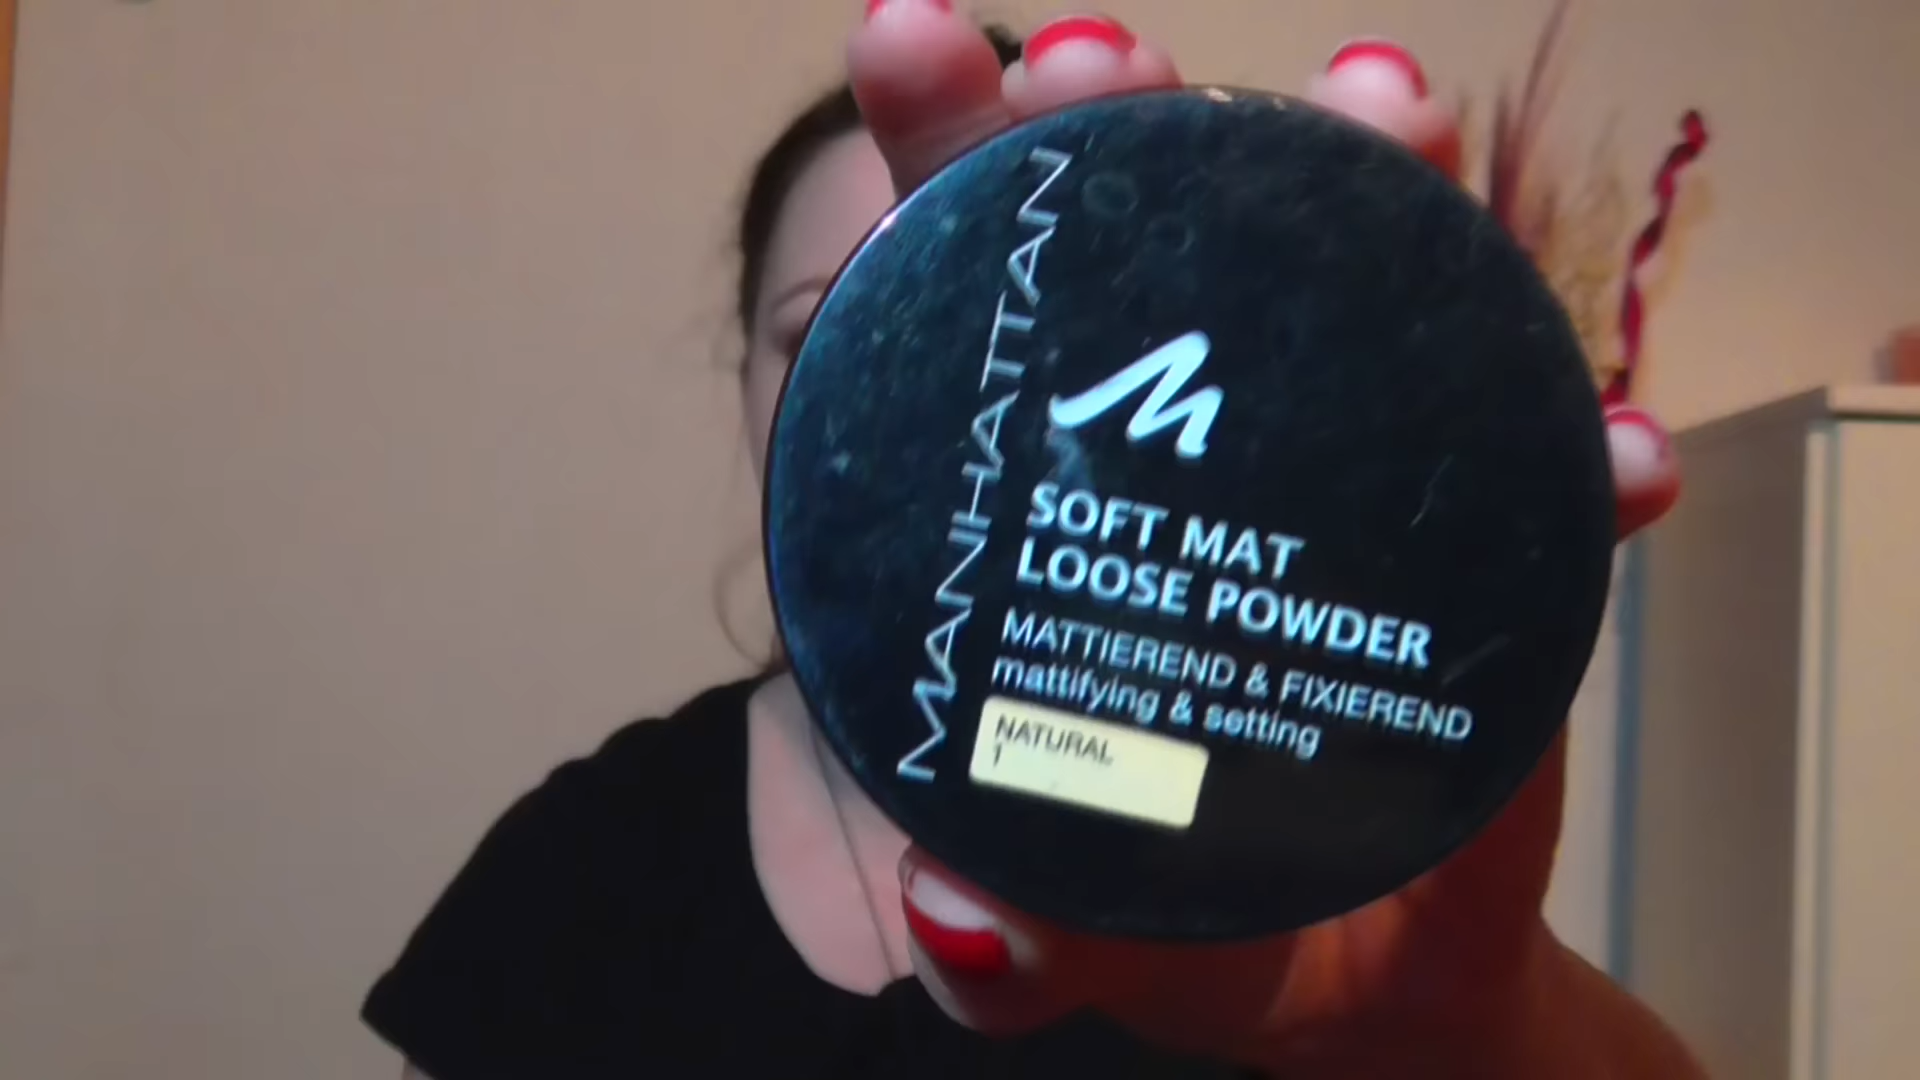 MANHATTAN
M
SOFT MAT
LOOSE POWDER
MATTIEREND & FIXIEREND
mattifying & setting
NATURAL
1